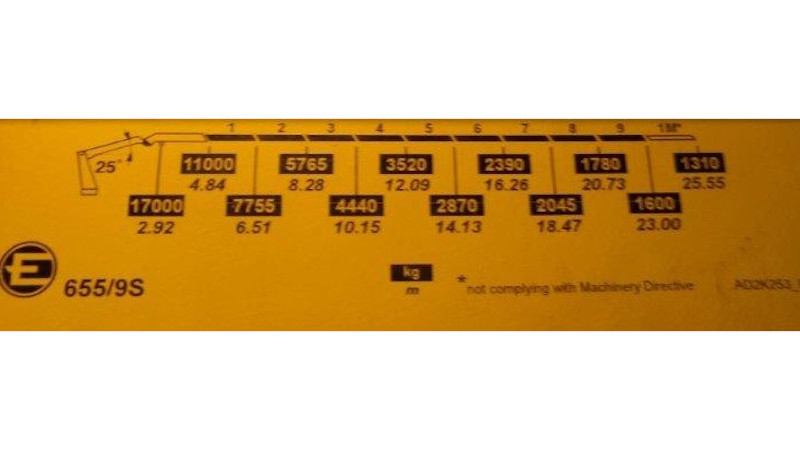 1 2 3 4 5 6 7 8 9 1M*
25°
11000 5765 3520 2390 1780 1310
4.84 8.28 12.09 16.26 20.73 25.55
17000 7755 4440 2870 2045 1600
2.92 6.51 10.15 14.13 18.47 23.00
E
655/9S
kg
m
*not complying with Machinery Directive
AD2K253_